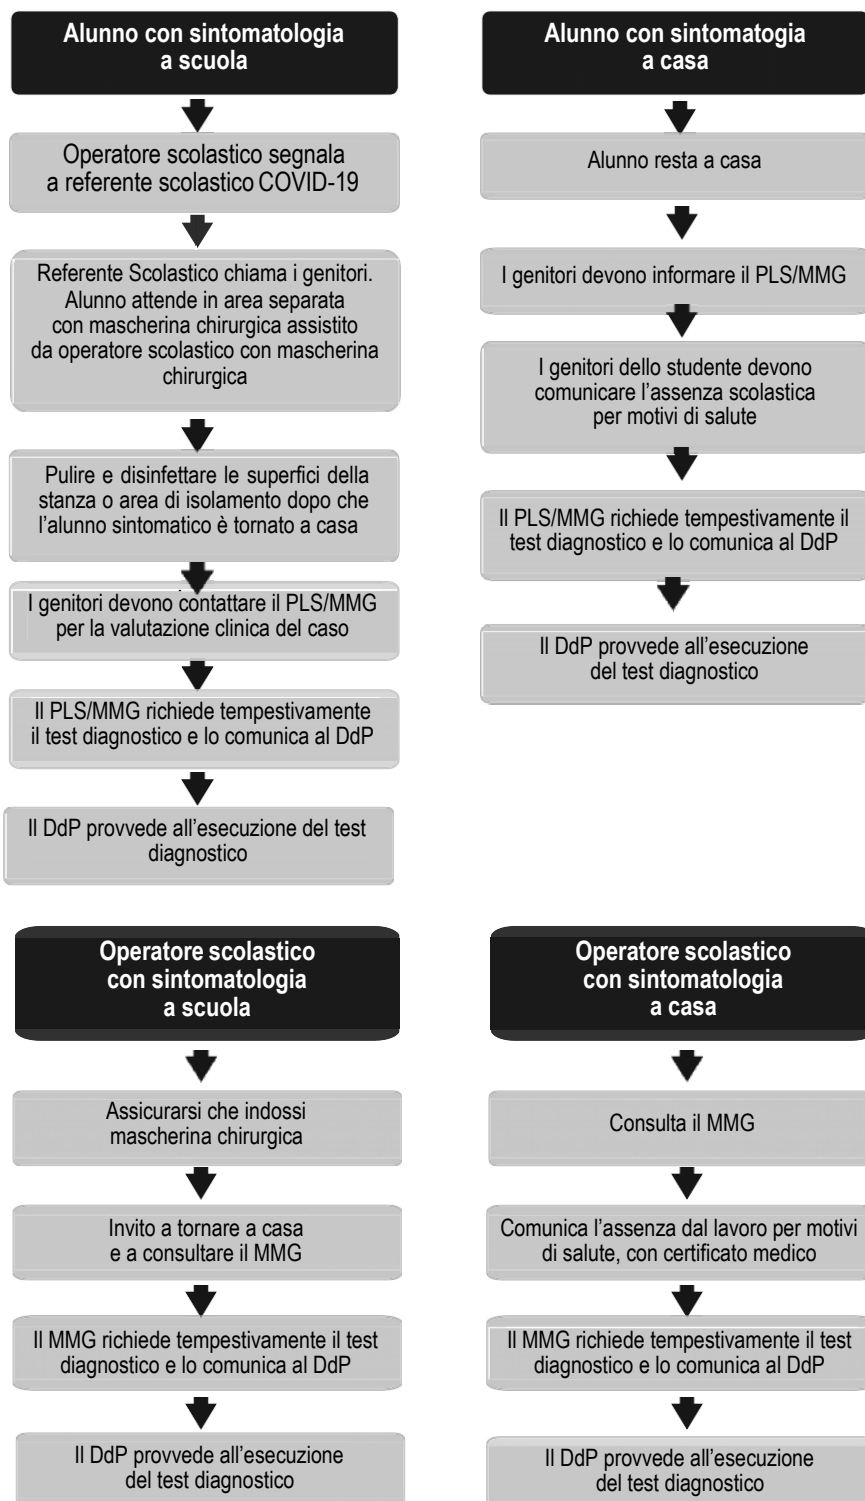 Alunno con sintomatologia
a scuola
Operatore scolastico segnala
a referente scolastico COVID-19
Referente Scolastico chiama i genitori.
Alunno attende in area separata
con mascherina chirurgica assistito
da operatore scolastico con mascherina
chirurgica
Pulire e disinfettare le superfici della
stanza o area di isolamento dopo che
l'alunno sintomatico è tornato a casa
I genitori devono contattare il PLS/MMG
per la valutazione clinica del caso
Il PLS/MMG richiede tempestivamente
il test diagnostico e lo comunica al DdP
Il DdP provvede all'esecuzione del test
diagnostico
Alunno con sintomatogia
a casa
Alunno resta a casa
I genitori devono informare il PLS/MMG
I genitori dello studente devono
comunicare l'assenza scolastica
per motivi di salute
Il PLS/MMG richiede tempestivamente il
test diagnostico e lo comunica al DdP
Il DdP provvede all'esecuzione
del test diagnostico
Operatore scolastico
con sintomatologia
a scuola
Assicurarsi che indossi
mascherina chirurgica
Invito a tornare a casa
e a consultare il MMG
Il MMG richiede tempestivamente il test
diagnostico e lo comunica al DdP
Il DdP provvede all'esecuzione
del test diagnostico
Operatore scolastico
con sintomatologia
a casa
Consulta il MMG
Comunica l'assenza dal lavoro per motivi
di salute, con certificato medico
Il MMG richiede tempestivamente il test
diagnostico e lo comunica al DdP
Il DdP provvede all'esecuzione
del test diagnostico